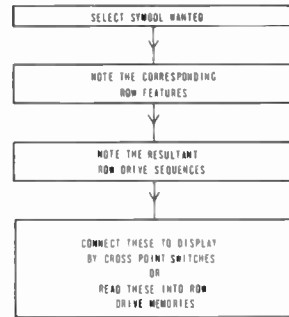 SELECT SYMBOL WANTED
NOTE THE CORRESPONDING
ROW FEATURES
NOTE THE RESULTANT
ROW DRIVE SEQUENCES
CONNECT THESE TO DISPLAY
BY CROSS POINT SWITCHES
OR
READ THESE INTO ROW
DRIVE MEMORIES